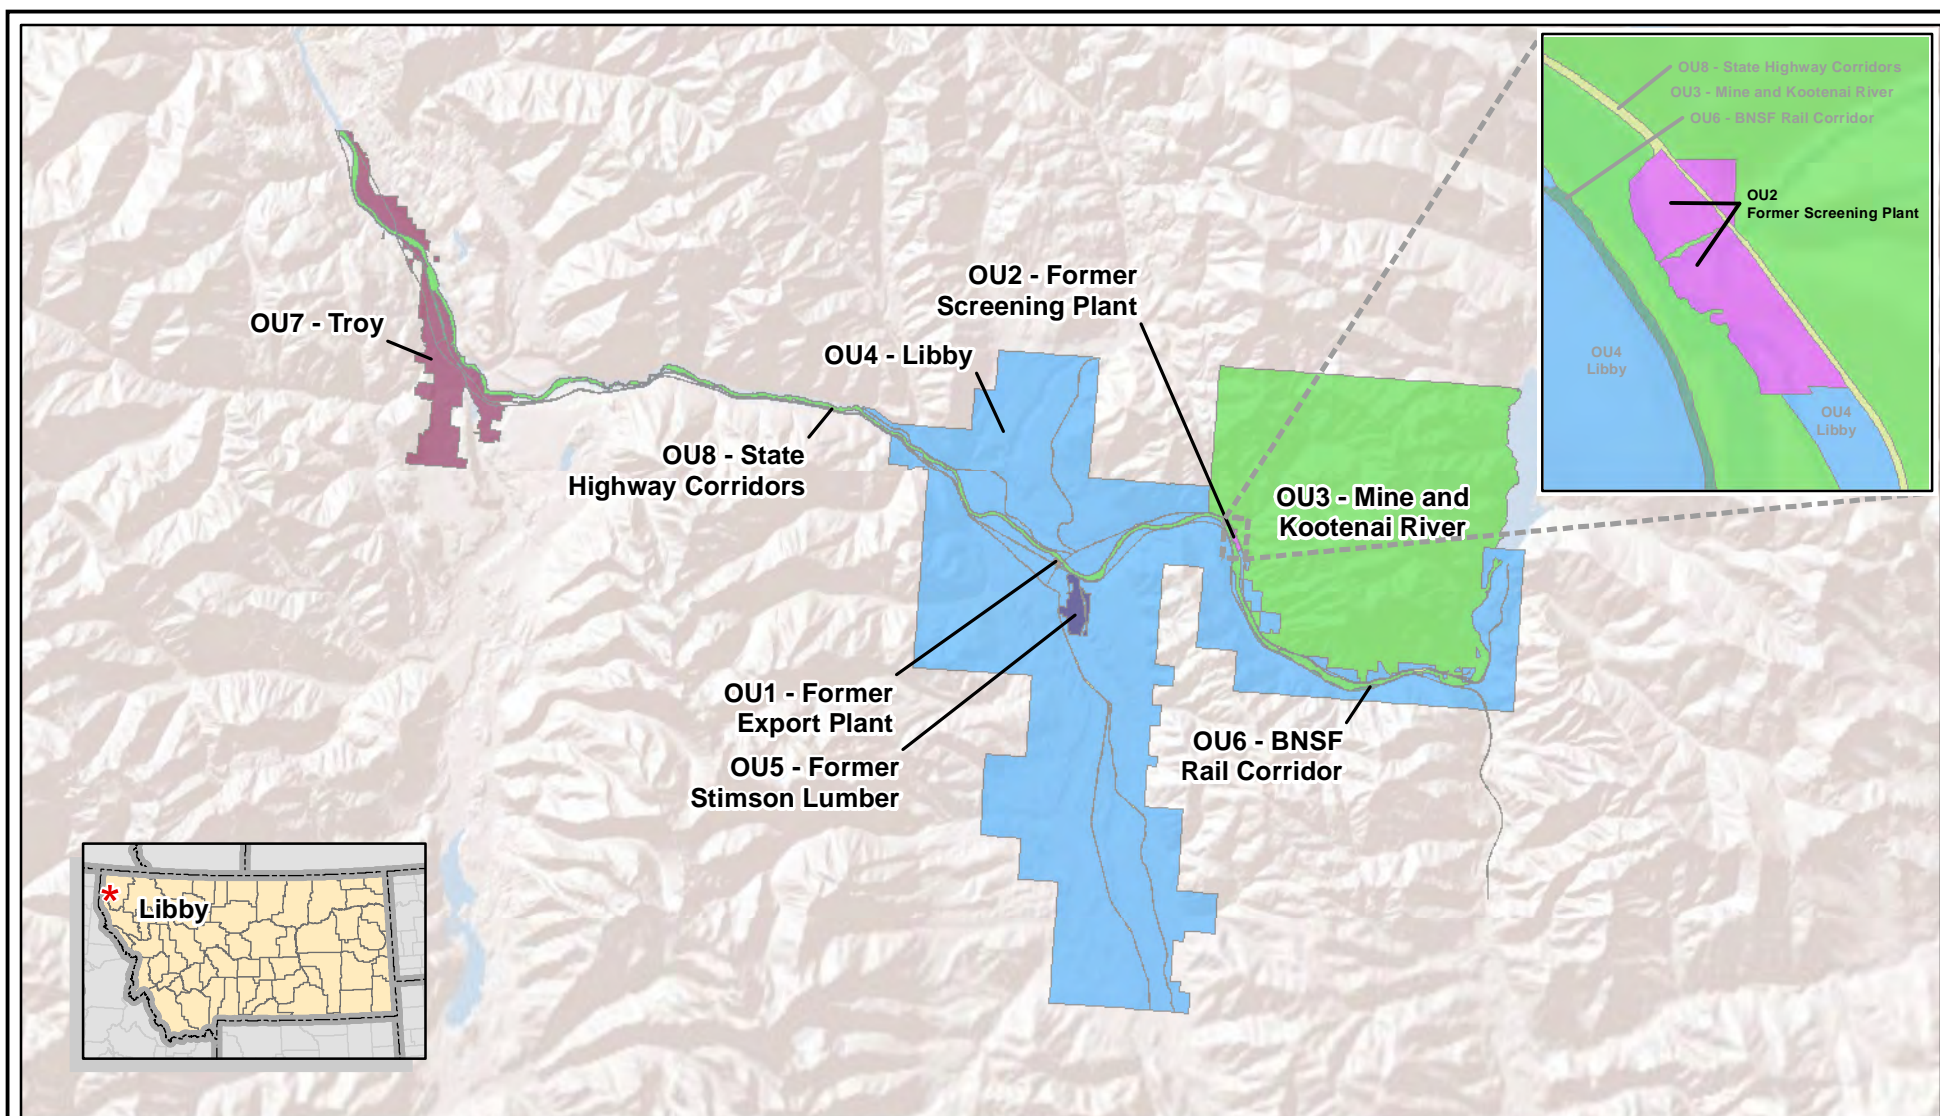 OU8 - State Highway Corridors
OU3 - Mine and Kootenai River
OU6 - BNSF Rail Corridor
OU2
Former Screening Plant
OU4
Libby
OU4
Libby
OU2 - Former
Screening Plant
OU7 - Troy
OU4 - Libby
OU8 - State
Highway Corridors
OU3 - Mine and
Kootenai River
OU1 - Former
Export Plant
OU5 - Former
Stimson Lumber
OU6 - BNSF
Rail Corridor
* Libby